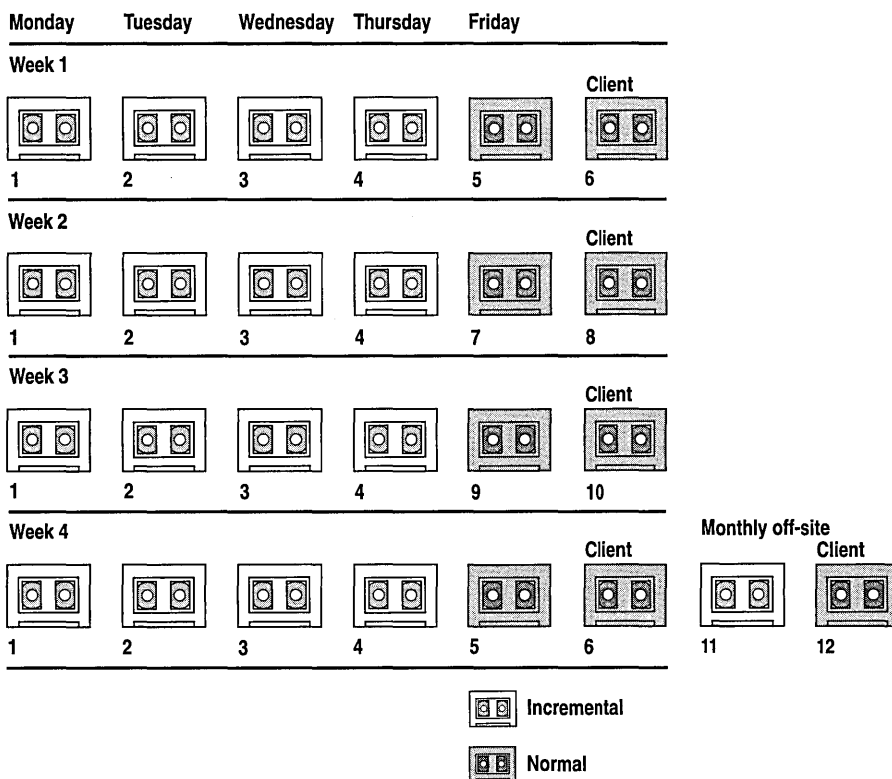 Monday Tuesday Wednesday Thursday Friday
Week 1
Client
1 2 3 4 5 6
Week 2
Client
1 2 3 4 7 8
Week 3
Client
1 2 3 4 9 10
Week 4
Client
Monthly off-site
Client
1 2 3 4 5 6 11 12
Incremental
Normal